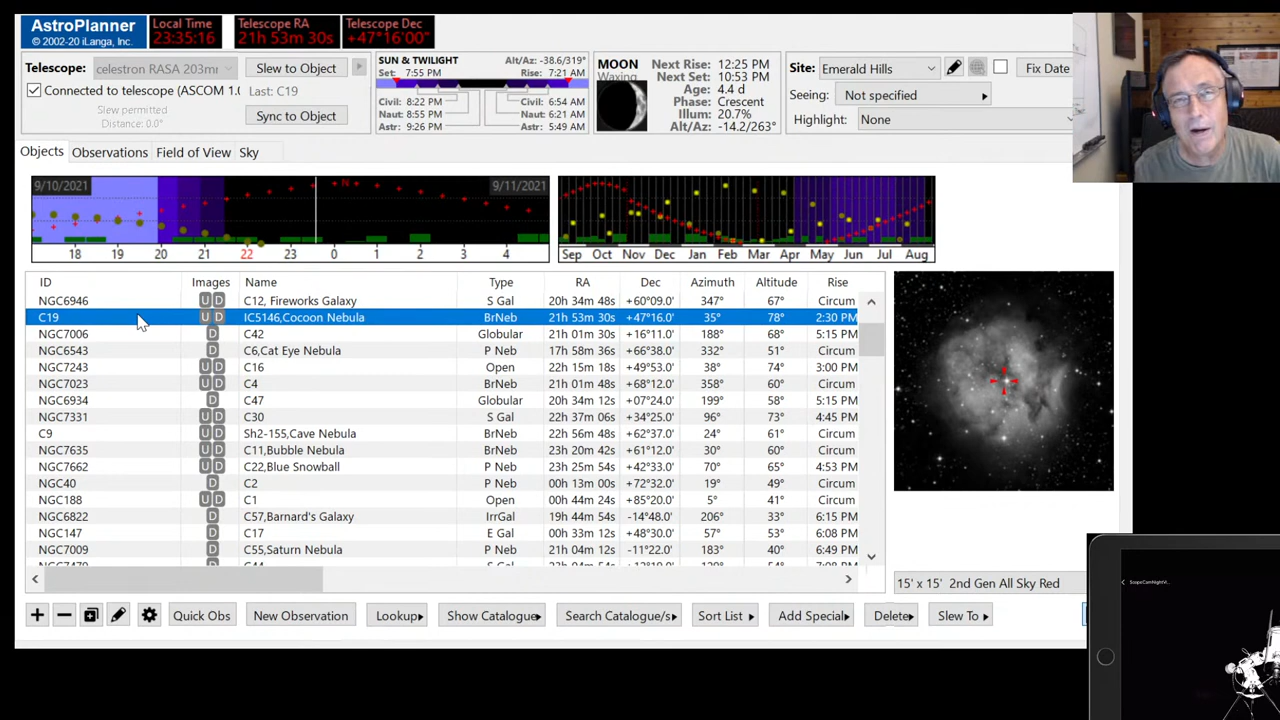 AstroPlanner
© 2002-20 iLanga, Inc.
Local Time
23:35:16
Telescope RA
21h 53m 30s
Telescope Dec
+47°16'00"
Telescope: celestron RASA 203mm
Slew to Object
Connected to telescope (ASCOM 1.0
Last: C19
Slew permitted
Distance: 0.0°
Sync to Object
SUN & TWILIGHT Alt/Az: -38.6/319°
Set: 7:55 PM Rise: 7:21 AM
Civil: 8:22 PM Civil: 6:54 AM
Naut: 8:55 PM Naut: 6:21 AM
Astr: 9:26 PM Astr: 5:49 AM
MOON
Waxing
Next Rise: 12:25 PM
Next Set: 10:53 PM
Age: 4.4 d
Phase: Crescent
Illum: 20.7%
Alt/Az: -14.2/263°
Site: Emerald Hills
Fix Date
Seeing: Not specified
Highlight: None
Objects Observations Field of View Sky
9/10/2021 N 9/11/2021
18 19 20 21 22 23 0 1 2 3 4
Sep Oct Nov Dec Jan Feb Mar Apr May Jun Jul Aug
ID Images Name Type RA Dec Azimuth Altitude Rise
NGC6946 U D C12, Fireworks Galaxy S Gal 20h 34m 48s +60°09.0' 347° 67° Circum
C19 U D IC5146,Cocoon Nebula BrNeb 21h 53m 30s +47°16.0' 35° 78° 2:30 PM
NGC7006 D C42 Globular 21h 01m 30s +16°11.0' 188° 68° 5:15 PM
NGC6543 D C6,Cat Eye Nebula P Neb 17h 58m 36s +66°38.0' 332° 51° Circum
NGC7243 U D C16 Open 22h 15m 18s +49°53.0' 38° 74° 3:00 PM
NGC7023 U D C4 BrNeb 21h 01m 48s +68°12.0' 358° 60° Circum
NGC6934 D C47 Globular 20h 34m 12s +07°24.0' 199° 58° 5:15 PM
NGC7331 U D C30 S Gal 22h 37m 06s +34°25.0' 96° 73° 4:45 PM
C9 U D Sh2-155,Cave Nebula BrNeb 22h 56m 48s +62°37.0' 24° 61° Circum
NGC7635 U D C11,Bubble Nebula BrNeb 23h 20m 42s +61°12.0' 30° 60° Circum
NGC7662 U D C22,Blue Snowball P Neb 23h 25m 54s +42°33.0' 70° 65° 4:53 PM
NGC40 D C2 P Neb 00h 13m 00s +72°32.0' 19° 49° Circum
NGC188 U D C1 Open 00h 44m 24s +85°20.0' 5° 41° Circum
NGC6822 D C57,Barnard's Galaxy IrrGal 19h 44m 54s -14°48.0' 206° 33° 6:15 PM
NGC147 D C17 E Gal 00h 33m 12s +48°30.0' 57° 53° 6:08 PM
NGC7009 D C55,Saturn Nebula P Neb 21h 04m 12s -11°22.0' 183° 40° 6:49 PM
15' x 15' 2nd Gen All Sky Red
Quick Obs New Observation Lookup Show Catalogue Search Catalogue/s Sort List Add Special Delete Slew To
ScopeCamNightVi...